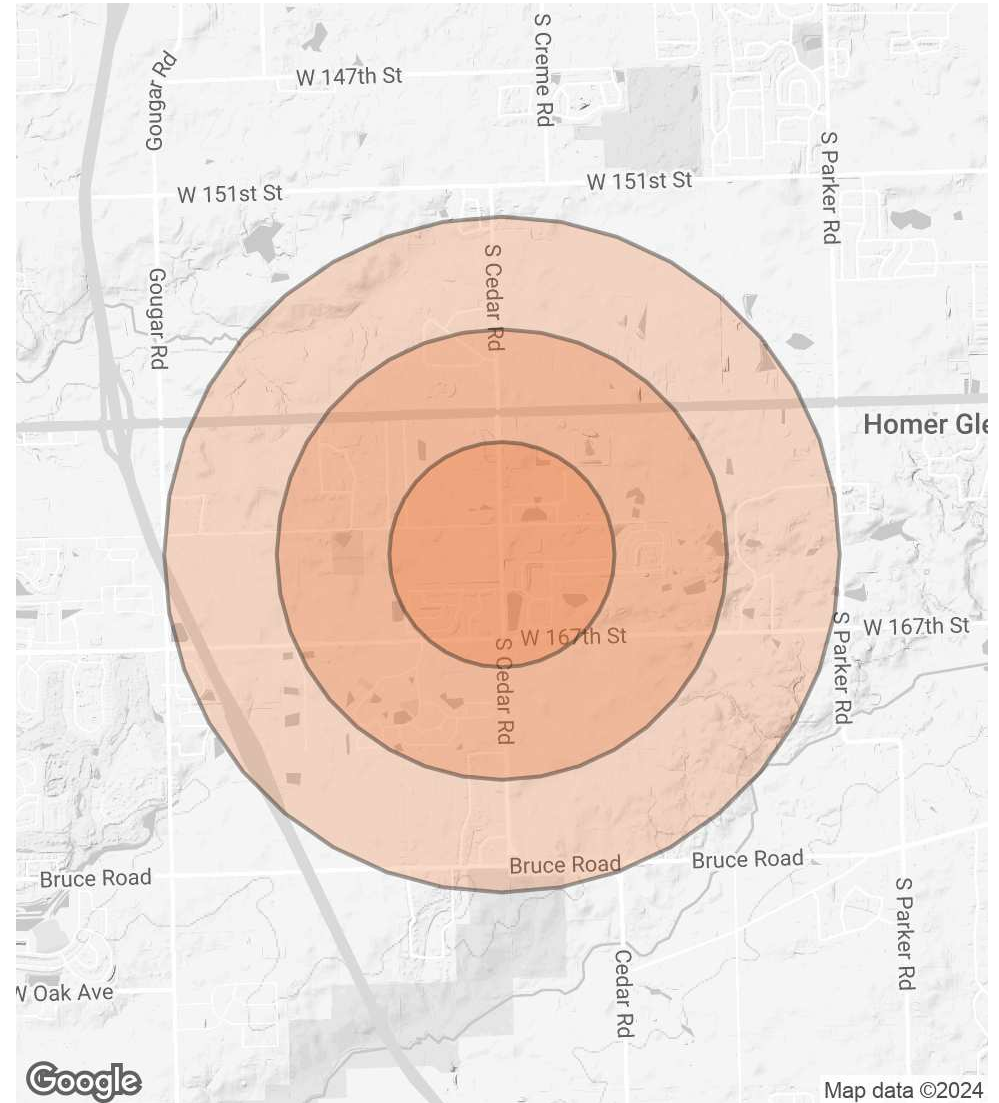 S Creme Rd
W 147th St
Gougar Rd
S Parker Rd
W 151st St
W 151st St
S Cedar Rd
Gougar Rd
Homer Gle
W 167th St
W 167th St
S Parker Rd
S Cedar Rd
Bruce Road
Bruce Road
Bruce Road
S Parker Rd
Cedar Rd
W Oak Ave
Google
Map data ©2024